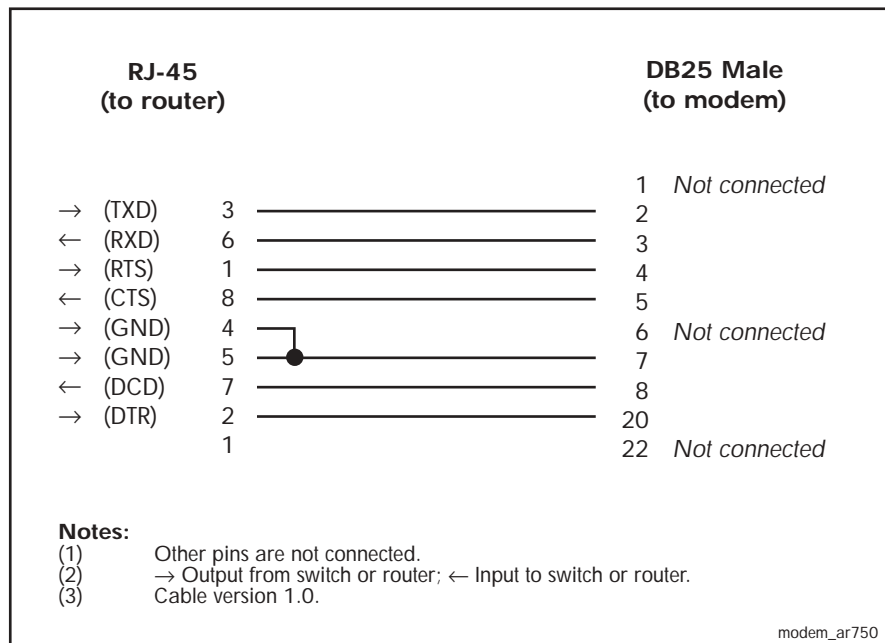 RJ-45 DB25 Male
(to router) (to modem)
1 Not connected
→ (TXD) 3 2
← (RXD) 6 3
→ (RTS) 1 4
← (CTS) 8 5
→ (GND) 4 6 Not connected
→ (GND) 5 7
← (DCD) 7 8
→ (DTR) 2 20
1 22 Not connected
Notes:
(1) Other pins are not connected.
(2) → Output from switch or router; ← Input to switch or router.
(3) Cable version 1.0.
modem_ar750